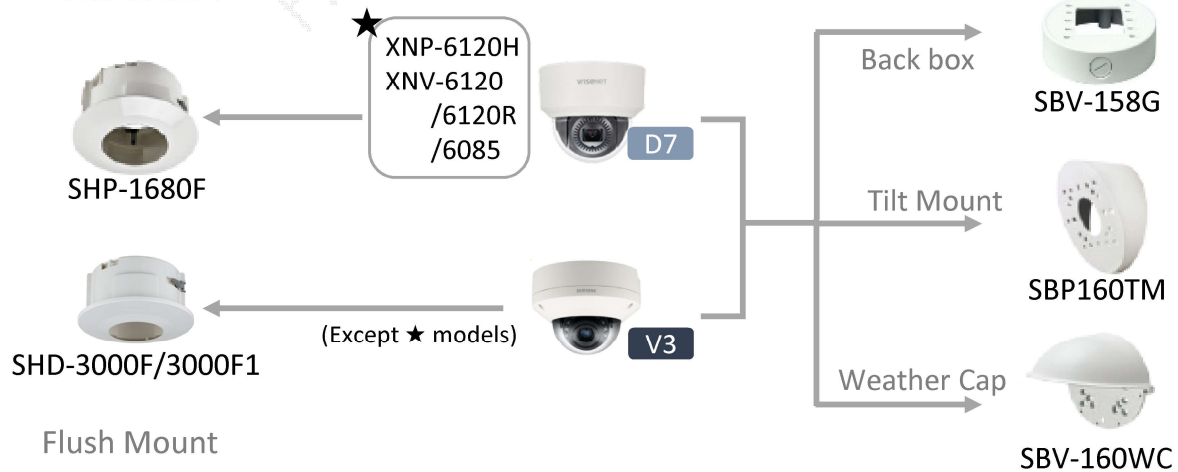 ★
XNP-6120H
XNV-6120
/6120R
/6085
WISENET
D7
SHP-1680F
Back box
SBV-158G
Tilt Mount
SBP160TM
(Except ★ models)
V3
SHD-3000F/3000F1
Weather Cap
SBV-160WC
Flush Mount